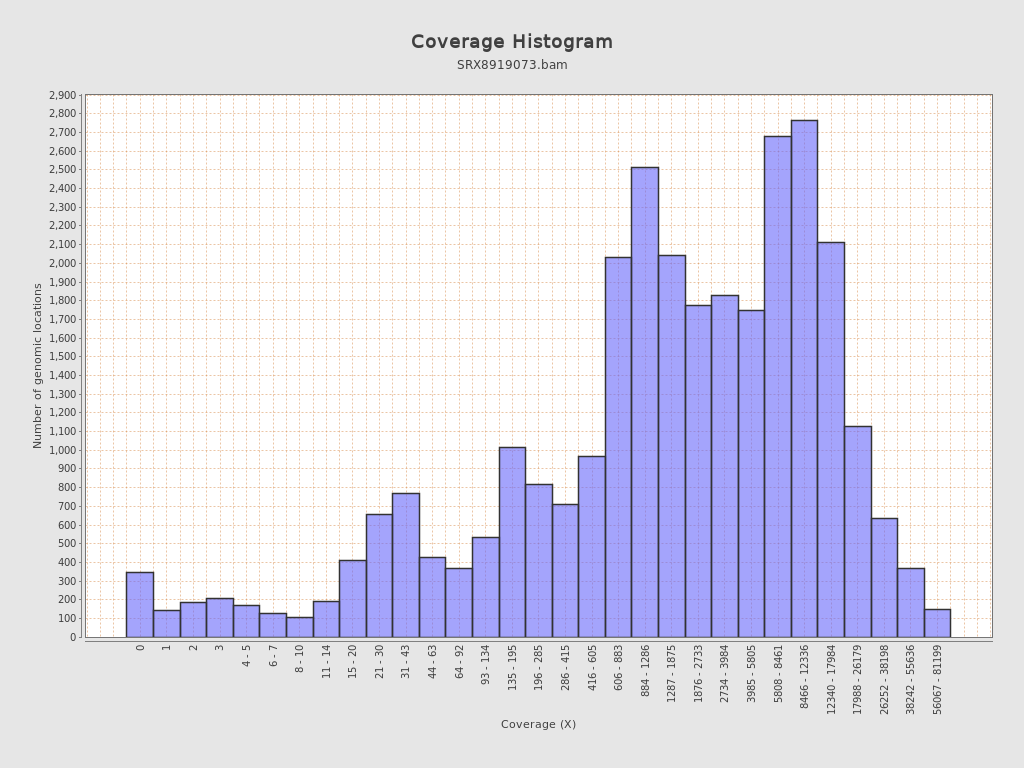 Coverage Histogram
SRX8919073.bam
2,900
2,800
2,700
2,600
2,500
2,400
2,300
2,200
2,100
2,000
1,900
1,800
1,700
1,600
1,500
1,400
1,300
1,200
1,100
1,000
900
800
700
600
500
400
300
200
100
0
Number of genomic locations
0
1
2
3
4 - 5
6 - 7
8 - 10
11 - 14
15 - 20
21 - 30
31 - 43
44 - 63
64 - 92
93 - 134
135 - 195
196 - 285
286 - 415
416 - 605
606 - 883
884 - 1286
1287 - 1875
1876 - 2733
2734 - 3984
3985 - 5805
5808 - 8461
8466 - 12336
12340 - 17984
17988 - 26179
26252 - 38198
38242 - 55636
56067 - 81199
Coverage (X)